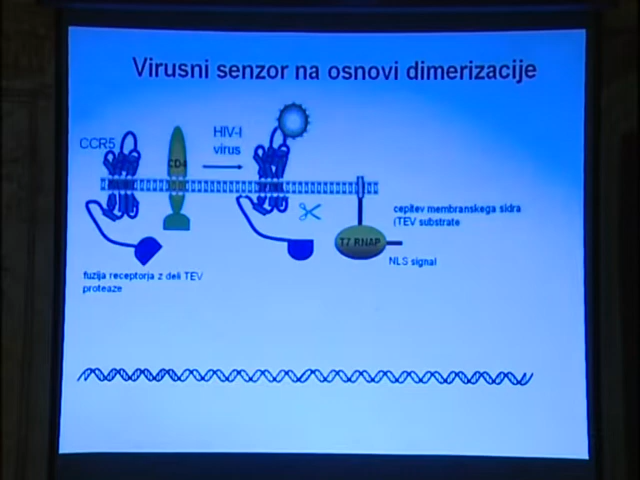 Virusni senzor na osnovi dimerizacije
CCR5
CD4
HIV-I
virus
cepitev membranskega sidra
(TEV substrate
T7 RNAP
NLS signal
fuzija receptorja z deli TEV
proteaze